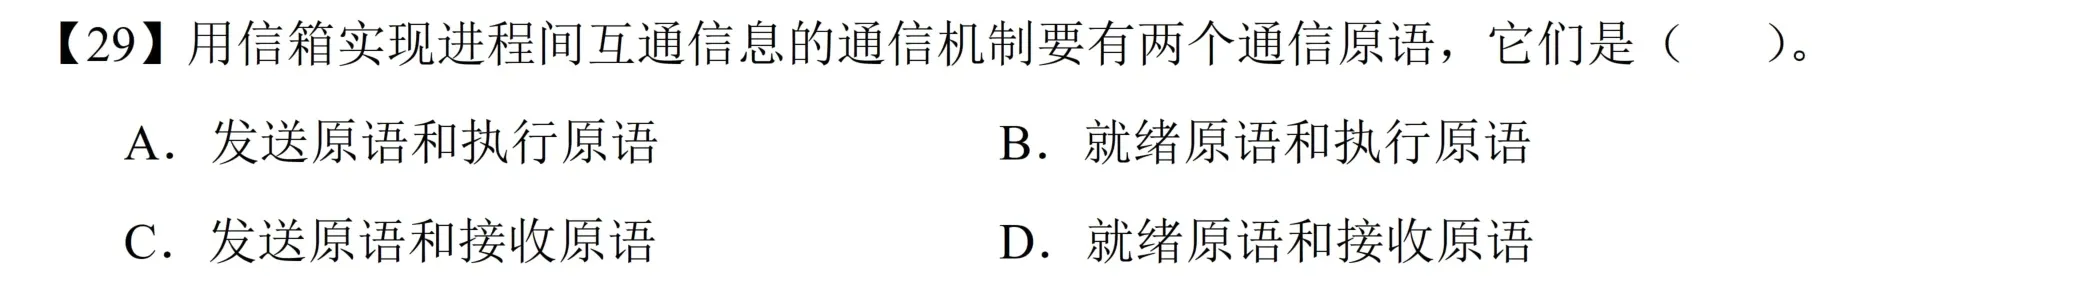 【29】用信箱实现进程间互通信息的通信机制要有两个通信原语，它们是（　　）。
A．发送原语和执行原语　　B．就绪原语和执行原语
C．发送原语和接收原语　　D．就绪原语和接收原语